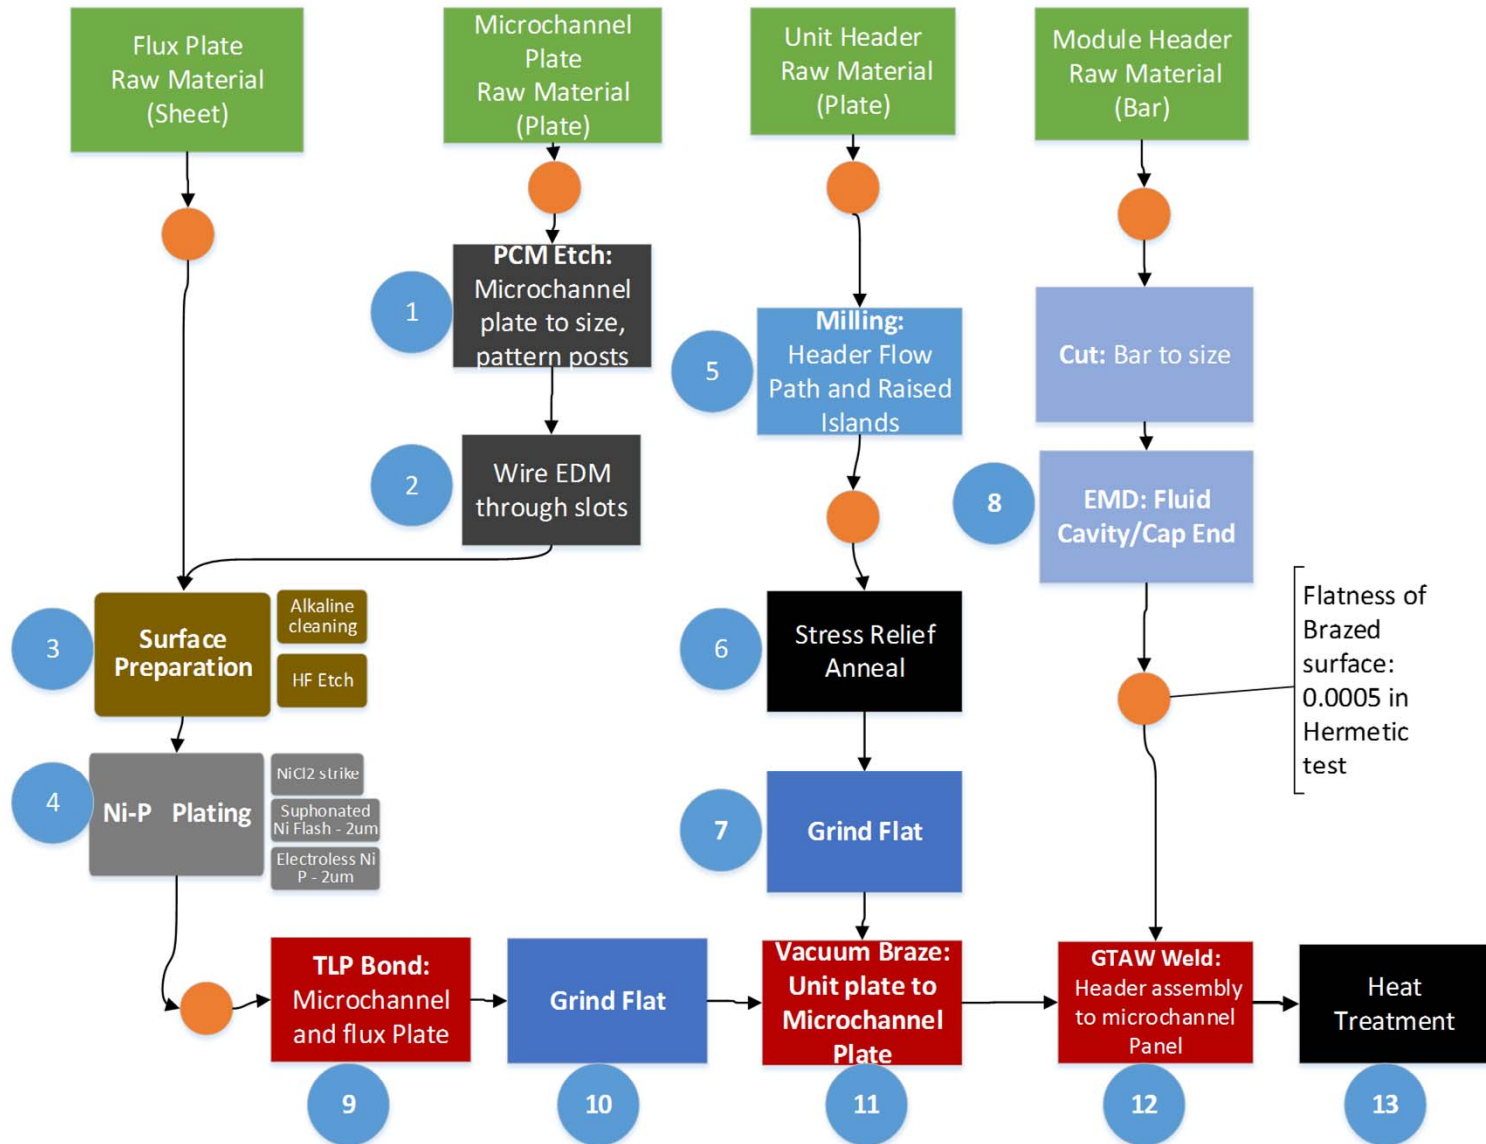 Flux Plate
Raw Material
(Sheet)
Microchannel
Plate
Raw Material
(Plate)
Unit Header
Raw Material
(Plate)
Module Header
Raw Material
(Bar)
1
PCM Etch:
Microchannel
plate to size,
pattern posts
5
Milling:
Header Flow
Path and Raised
Islands
Cut: Bar to size
2
Wire EDM
through slots
8
EMD: Fluid
Cavity/Cap End
3
Surface
Preparation
Alkaline
cleaning
HF Etch
6
Stress Relief
Anneal
Flatness of
Brazed
surface:
0.0005 in
Hermetic
test
4
Ni-P Plating
NiCl2 strike
Suphonated
Ni Flash - 2um
Electroless Ni
P - 2um
7
Grind Flat
TLP Bond:
Microchannel
and flux Plate
Grind Flat
Vacuum Braze:
Unit plate to
Microchannel
Plate
GTAW Weld:
Header assembly
to microchannel
Panel
Heat
Treatment
9
10
11
12
13